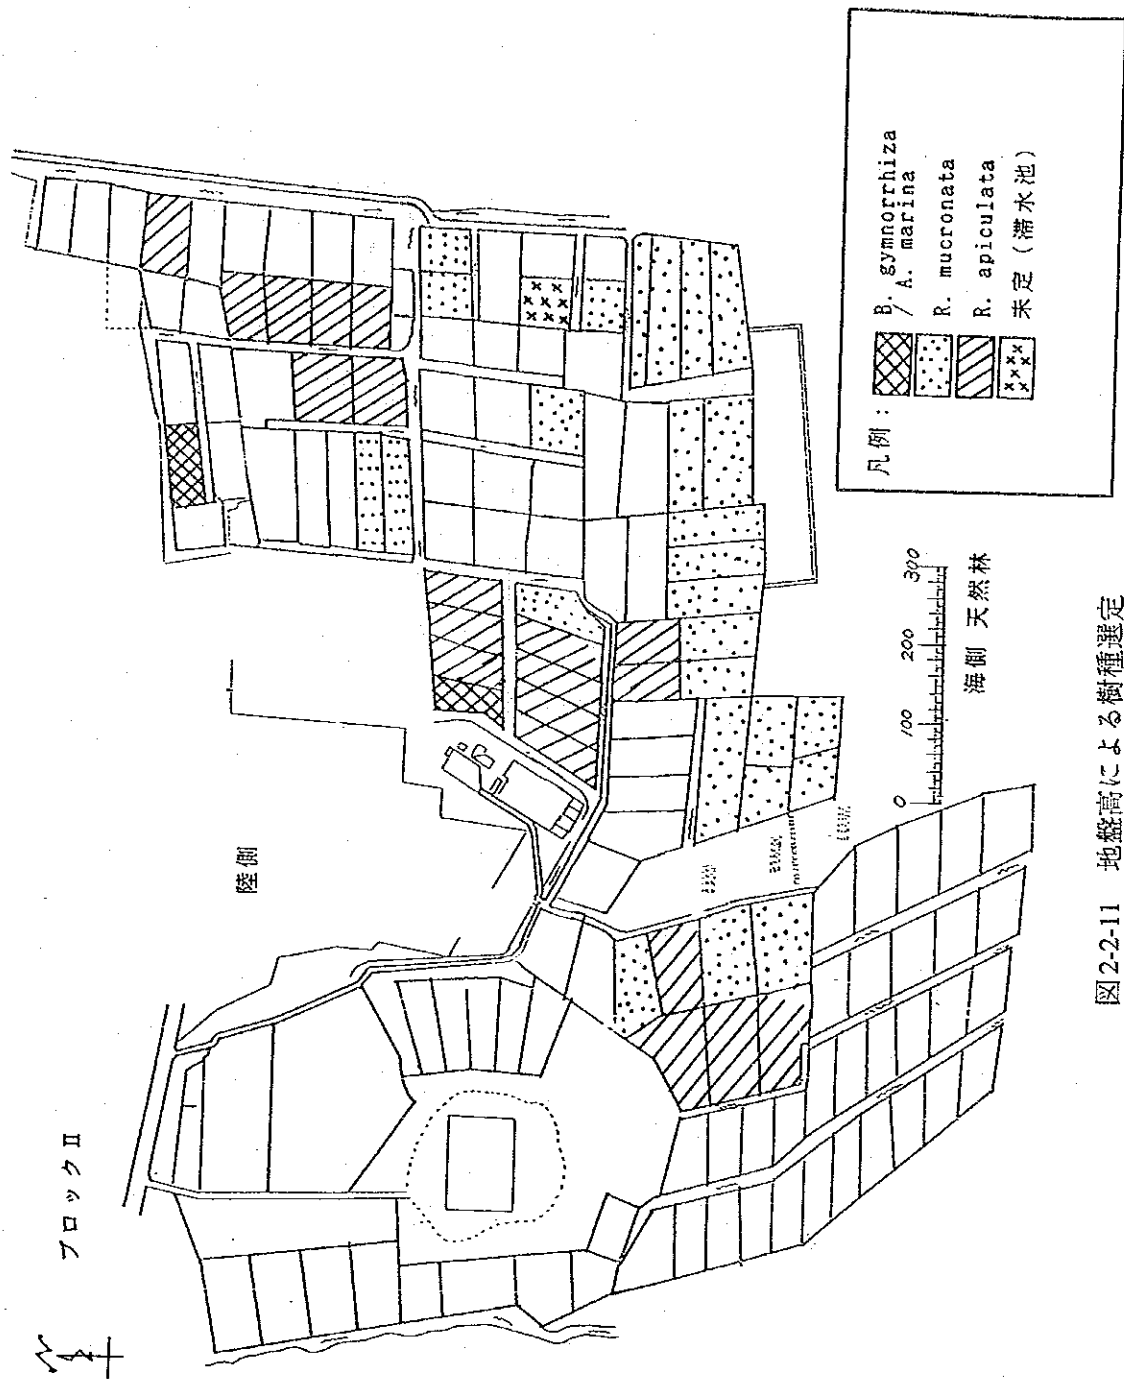 ブロックⅡ
陸側
海側 天然林
0 100 200 300
凡例：
B. gymnorrhiza
/ A. marina
R. mucronata
R. apiculata
未定（滞水池）
図2-2-11 地盤高による樹種選定